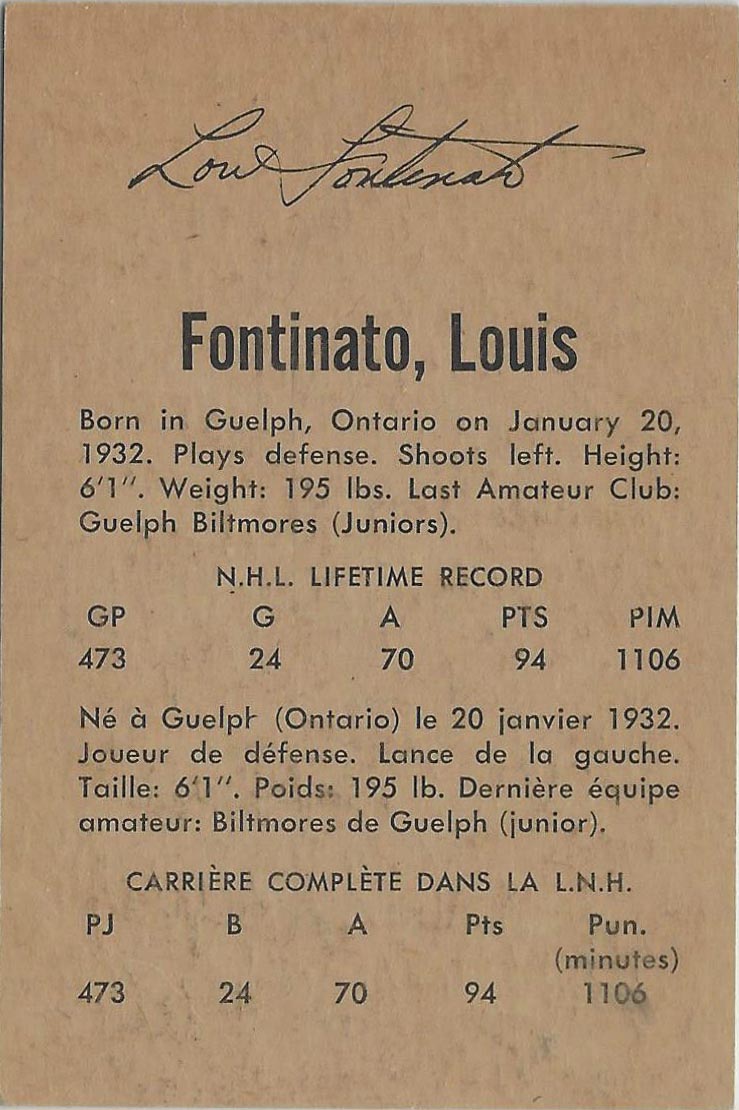 Lou Fontinato
Fontinato, Louis
Born in Guelph, Ontario on January 20,
1932. Plays defense. Shoots left. Height:
6'1". Weight: 195 lbs. Last Amateur Club:
Guelph Biltmores (Juniors).
N.H.L. LIFETIME RECORD
GP G A PTS PIM
473 24 70 94 1106
Né à Guelph (Ontario) le 20 janvier 1932.
Joueur de défense. Lance de la gauche.
Taille: 6'1". Poids: 195 lb. Dernière équipe
amateur: Biltmores de Guelph (junior).
CARRIÈRE COMPLÈTE DANS LA L.N.H.
PJ B A Pts Pun.
(minutes)
473 24 70 94 1106